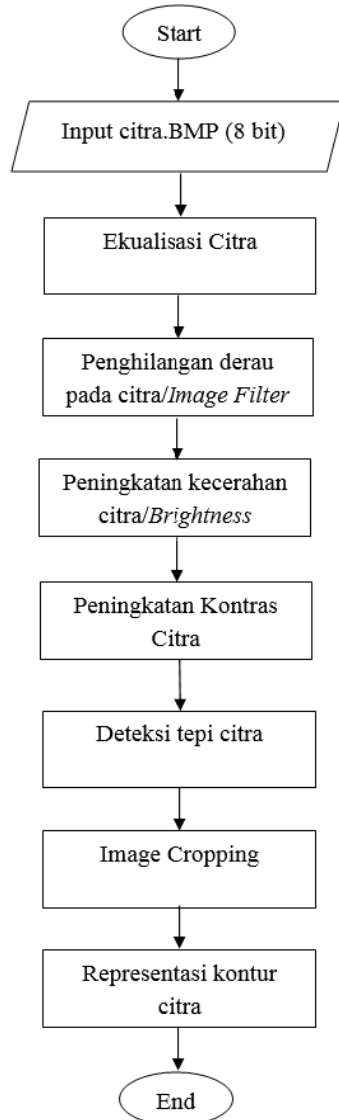 Start
Input citra.BMP (8 bit)
Ekualisasi Citra
Penghilangan derau
pada citra/Image Filter
Peningkatan kecerahan
citra/Brightness
Peningkatan Kontras
Citra
Deteksi tepi citra
Image Cropping
Representasi kontur
citra
End